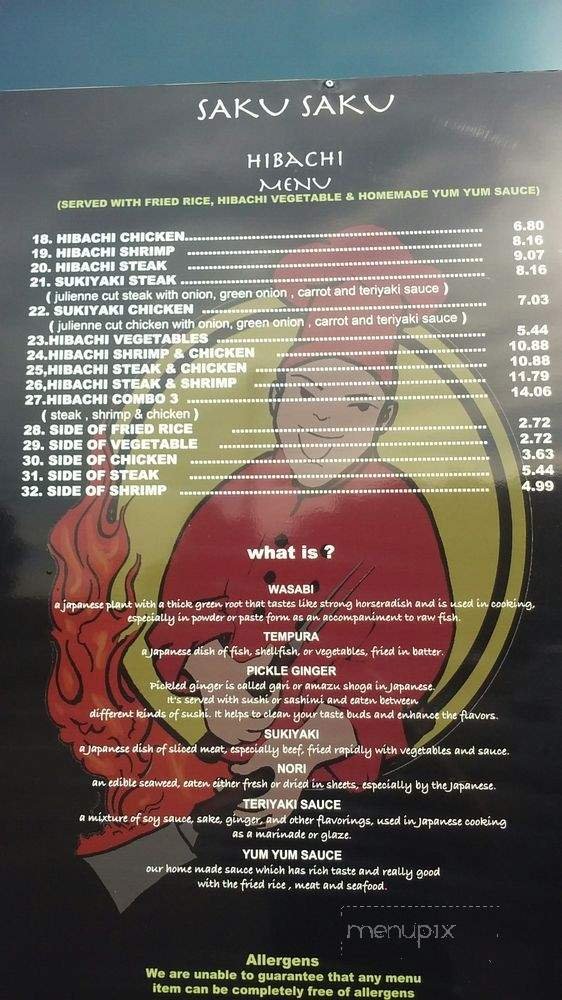 SAKU SAKU
HIBACHI
MENU
(SERVED WITH FRIED RICE, HIBACHI VEGETABLE & HOMEMADE YUM YUM SAUCE)
18. HIBACHI CHICKEN 6.80
19. HIBACHI SHRIMP 8.16
20. HIBACHI STEAK 9.07
21. SUKIYAKI STEAK 8.16
( julienne cut steak with onion, green onion , carrot and teriyaki sauce )
22. SUKIYAKI CHICKEN 7.03
( julienne cut chicken with onion, green onion , carrot and teriyaki sauce )
23.HIBACHI VEGETABLES 5.44
24.HIBACHI SHRIMP & CHICKEN 10.88
25,HIBACHI STEAK & CHICKEN 10.88
26,HIBACHI STEAK & SHRIMP 11.79
27.HIBACHI COMBO 3 14.06
( steak , shrimp & chicken )
28. SIDE OF FRIED RICE 2.72
29. SIDE OF VEGETABLE 2.72
30. SIDE OF CHICKEN 3.63
31. SIDE OF STEAK 5.44
32. SIDE OF SHRIMP 4.99
what is ?
WASABI
a japanese plant with a thick green root that tastes like strong horseradish and is used in cooking,
especially in powder or paste form as an accompaniment to raw fish.
TEMPURA
a Japanese dish of fish, shellfish, or vegetables, fried in batter.
PICKLE GINGER
Pickled ginger is called gari or amazu shoga in Japanese.
It's served with sushi or sashini and eaten between
different kinds of sushi. It helps to clean your taste buds and enhance the flavors.
SUKIYAKI
a Japanese dish of sliced meat, especially beef, fried rapidly with vegetables and sauce.
NORI
an edible seaweed, eaten either fresh or dried in sheets, especially by the Japanese.
TERIYAKI SAUCE
a mixture of soy sauce, sake, ginger, and other flavorings, used in Japanese cooking
as a marinade or glaze.
YUM YUM SAUCE
our home made sauce which has rich taste and really good
with the fried rice , meat and seafood.
menupix
Allergens
We are unable to guarantee that any menu
item can be completely free of allergens